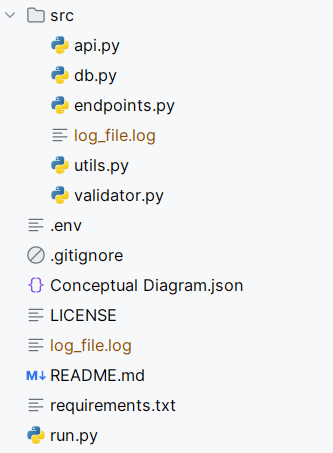 src
api.py
db.py
endpoints.py
log_file.log
utils.py
validator.py
.env
.gitignore
{} Conceptual Diagram.json
LICENSE
log_file.log
M↓ README.md
requirements.txt
run.py